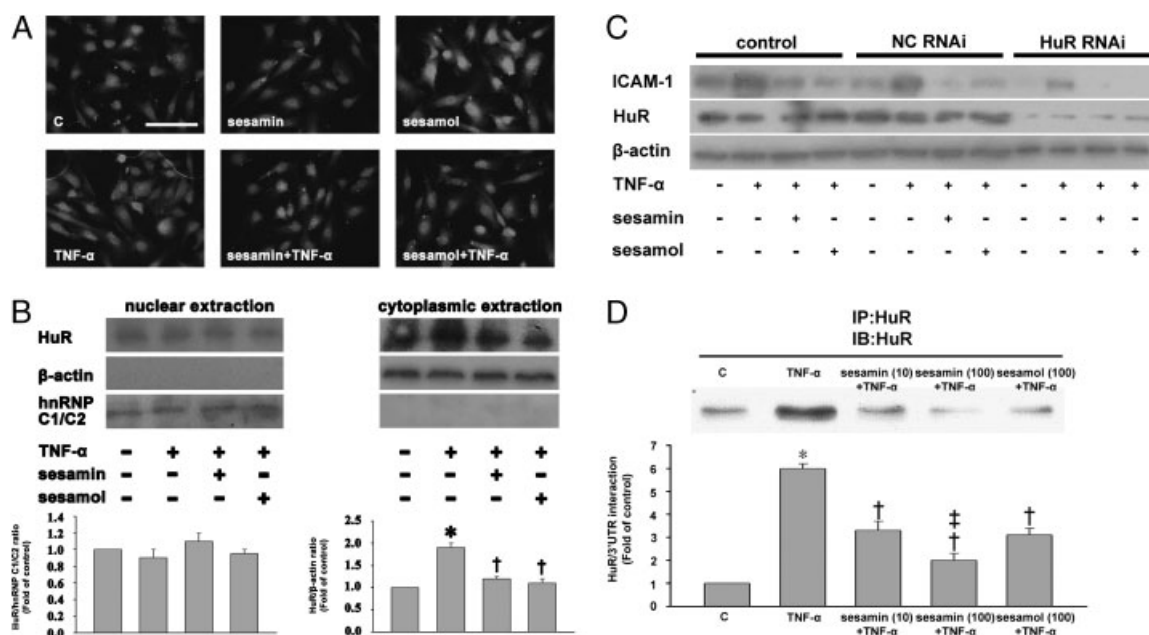 A
C
sesamin
sesamol
TNF-α
sesamin+TNF-α
sesamol+TNF-α
B
nuclear extraction
cytoplasmic extraction
HuR
β-actin
hnRNP
C1/C2
TNF-α - + + + - + + +
sesamin - - + - - - + -
sesamol - - - + - - - +
HuR/hnRNP C1/C2 ratio
(Fold of control)
1.4
1.2
1.0
0.8
0.6
0.4
0.2
0.0
HuR/β-actin ratio
(Fold of control)
2.5
2.0
1.5
1.0
0.5
0.0
* † †
C
control NC RNAi HuR RNAi
ICAM-1
HuR
β-actin
TNF-α - + + + - + + + - + + +
sesamin - - + - - - + - - - + -
sesamol - - - + - - - + - - - +
D
IP:HuR
IB:HuR
C TNF-α sesamin (10) sesamin (100) sesamol (100)
+TNF-α +TNF-α +TNF-α
HuR/3'UTR interaction
(Fold of control)
7
6
5
4
3
2
1
0
* † ‡ † †
C TNF-α sesamin (10) sesamin (100) sesamol (100)
+TNF-α +TNF-α +TNF-α